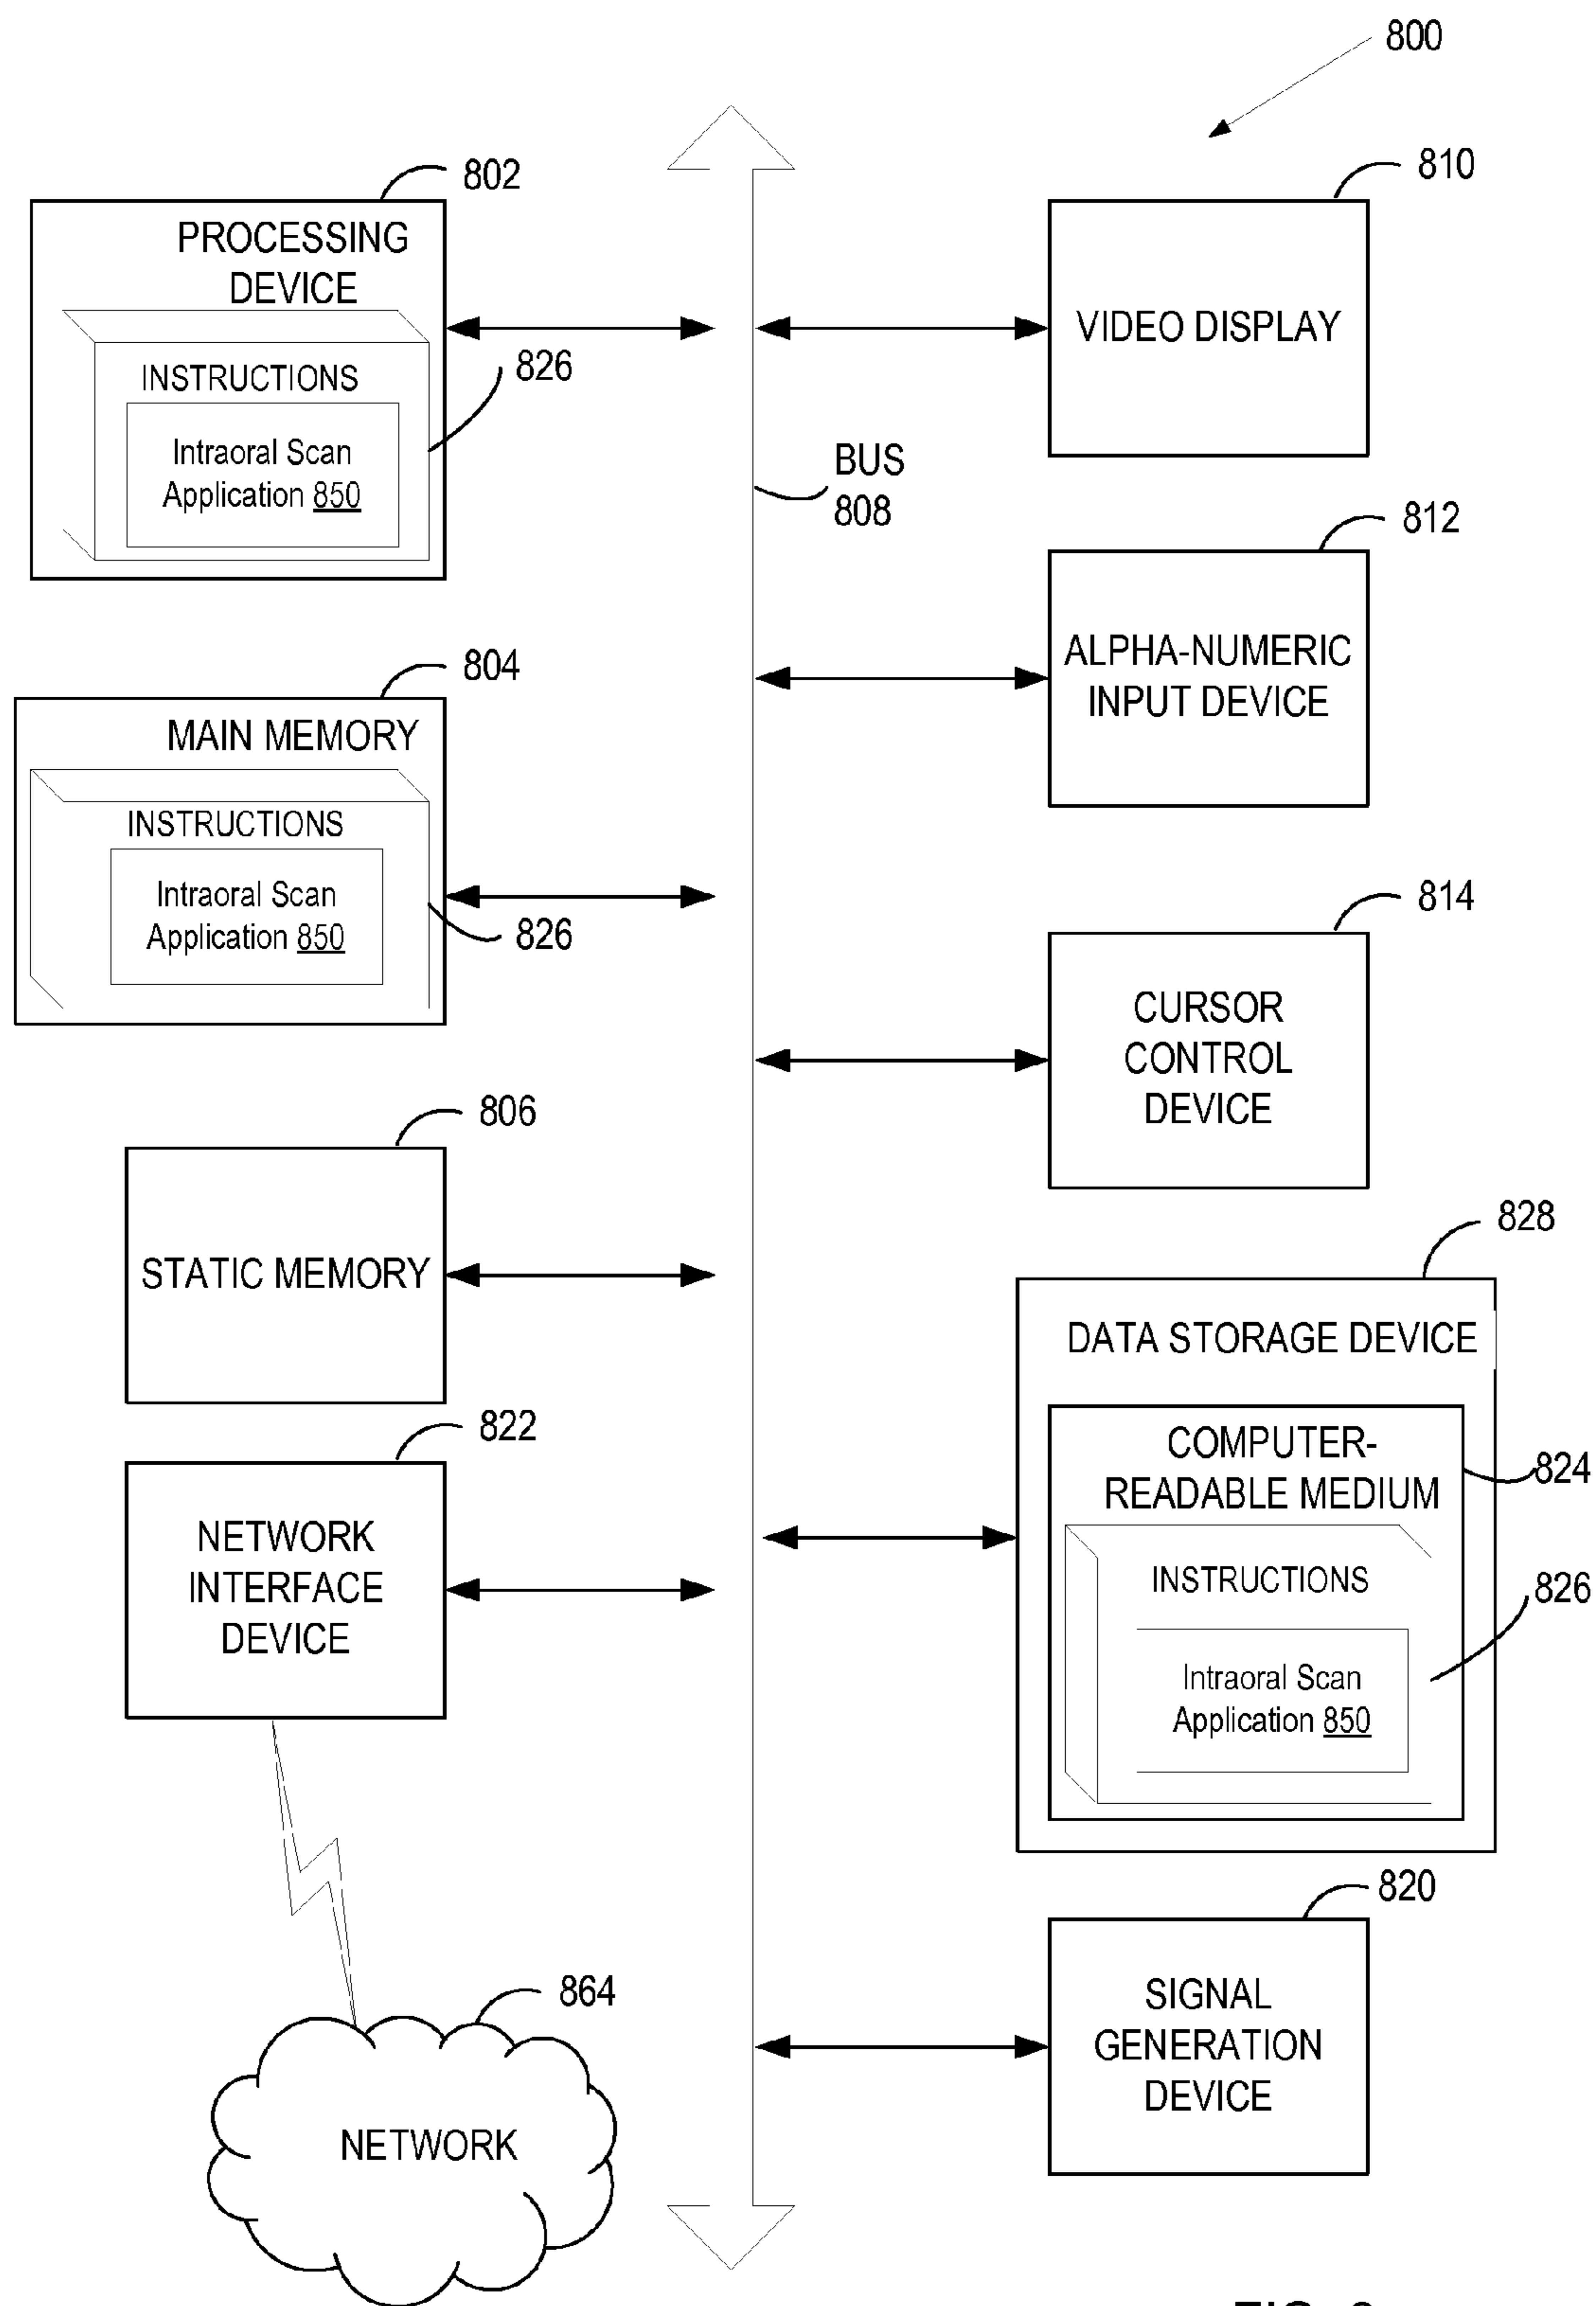 800
802
PROCESSING
DEVICE
INSTRUCTIONS
826
Intraoral Scan
Application 850
804
MAIN MEMORY
INSTRUCTIONS
Intraoral Scan
Application 850
826
806
STATIC MEMORY
822
NETWORK
INTERFACE
DEVICE
864
NETWORK
BUS
808
810
VIDEO DISPLAY
812
ALPHA-NUMERIC
INPUT DEVICE
814
CURSOR
CONTROL
DEVICE
828
DATA STORAGE DEVICE
COMPUTER-
READABLE MEDIUM
824
INSTRUCTIONS
826
Intraoral Scan
Application 850
820
SIGNAL
GENERATION
DEVICE